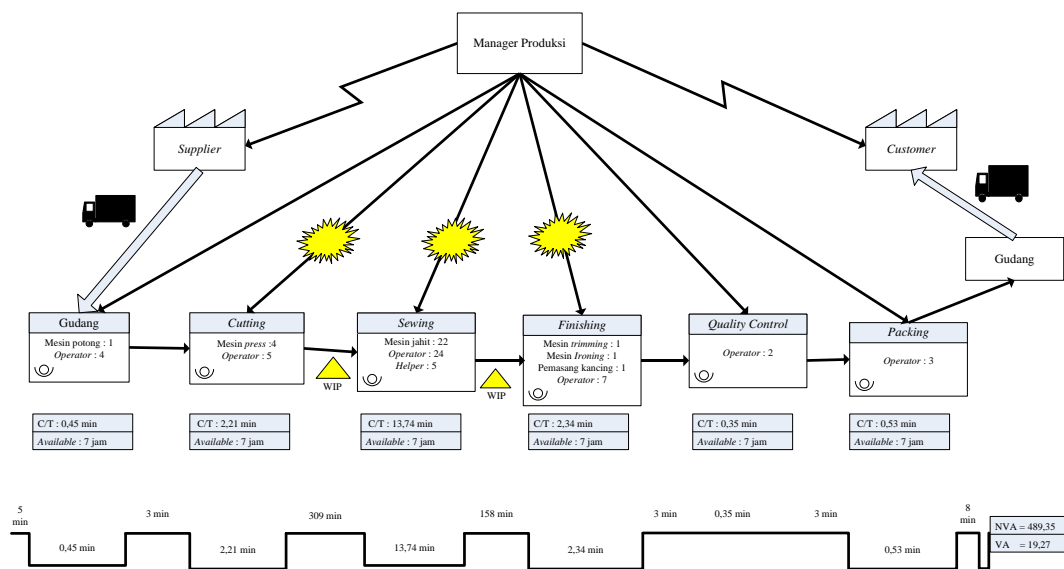 Manager Produksi
Supplier
Customer
Gudang
Gudang
Mesin potong : 1
Operator : 4
Cutting
Mesin press :4
Operator : 5
Sewing
Mesin jahit : 22
Operator : 24
Helper : 5
Finishing
Mesin trimming : 1
Mesin Ironing : 1
Pemasang kancing : 1
Operator : 7
Quality Control
Operator : 2
Packing
Operator : 3
WIP
WIP
C/T : 0,45 min
Available : 7 jam
C/T : 2,21 min
Available : 7 jam
C/T : 13,74 min
Available : 7 jam
C/T : 2,34 min
Available : 7 jam
C/T : 0,35 min
Available : 7 jam
C/T : 0,53 min
Available : 7 jam
5
min
3 min
309 min
158 min
3 min
0,35 min
3 min
8
min
0,45 min
2,21 min
13,74 min
2,34 min
0,53 min
NVA = 489,35
VA = 19,27